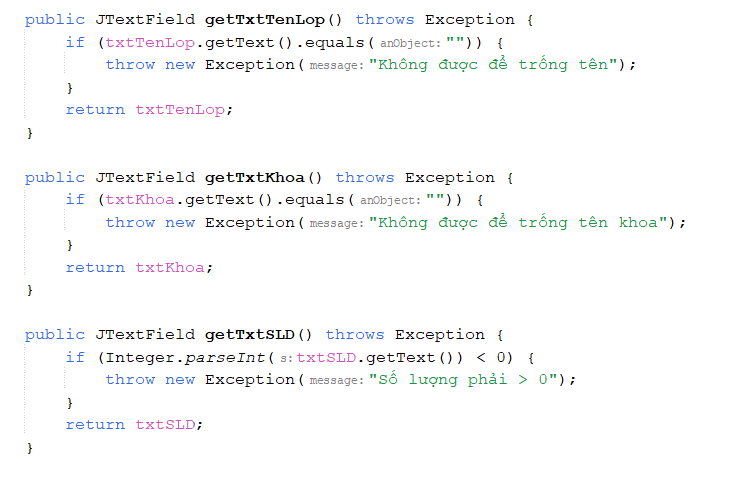 public JTextField getTxtTenLop() throws Exception {
if (txtTenLop.getText().equals( anObject: "")) {
throw new Exception( message: "Không được để trống tên");
}
return txtTenLop;
}
public JTextField getTxtKhoa() throws Exception {
if (txtKhoa.getText().equals( anObject: "")) {
throw new Exception( message: "Không được để trống tên khoa");
}
return txtKhoa;
}
public JTextField getTxtSLD() throws Exception {
if (Integer.parseInt( s: txtSLD.getText()) < 0) {
throw new Exception( message: "Số lượng phải > 0");
}
return txtSLD;
}